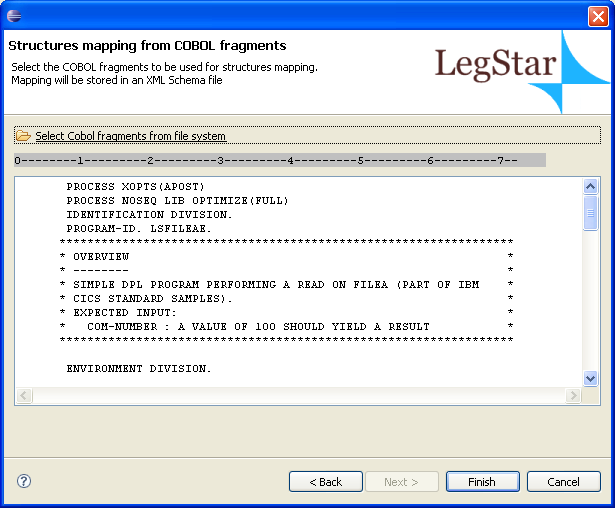 Structures mapping from COBOL fragments
Select the COBOL fragments to be used for structures mapping.
Mapping will be stored in an XML Schema file
LegStar
Select Cobol fragments from file system
0--------1---------2---------3---------4---------5---------6---------7--
PROCESS XOPTS(APOST)
PROCESS NOSEQ LIB OPTIMIZE(FULL)
IDENTIFICATION DIVISION.
PROGRAM-ID. LSFILEAE.
*****************************************************************
* OVERVIEW *
* -------- *
* SIMPLE DPL PROGRAM PERFORMING A READ ON FILEA (PART OF IBM *
* CICS STANDARD SAMPLES). *
* EXPECTED INPUT: *
* COM-NUMBER : A VALUE OF 100 SHOULD YIELD A RESULT *
*****************************************************************
ENVIRONMENT DIVISION.
? < Back Next > Finish Cancel